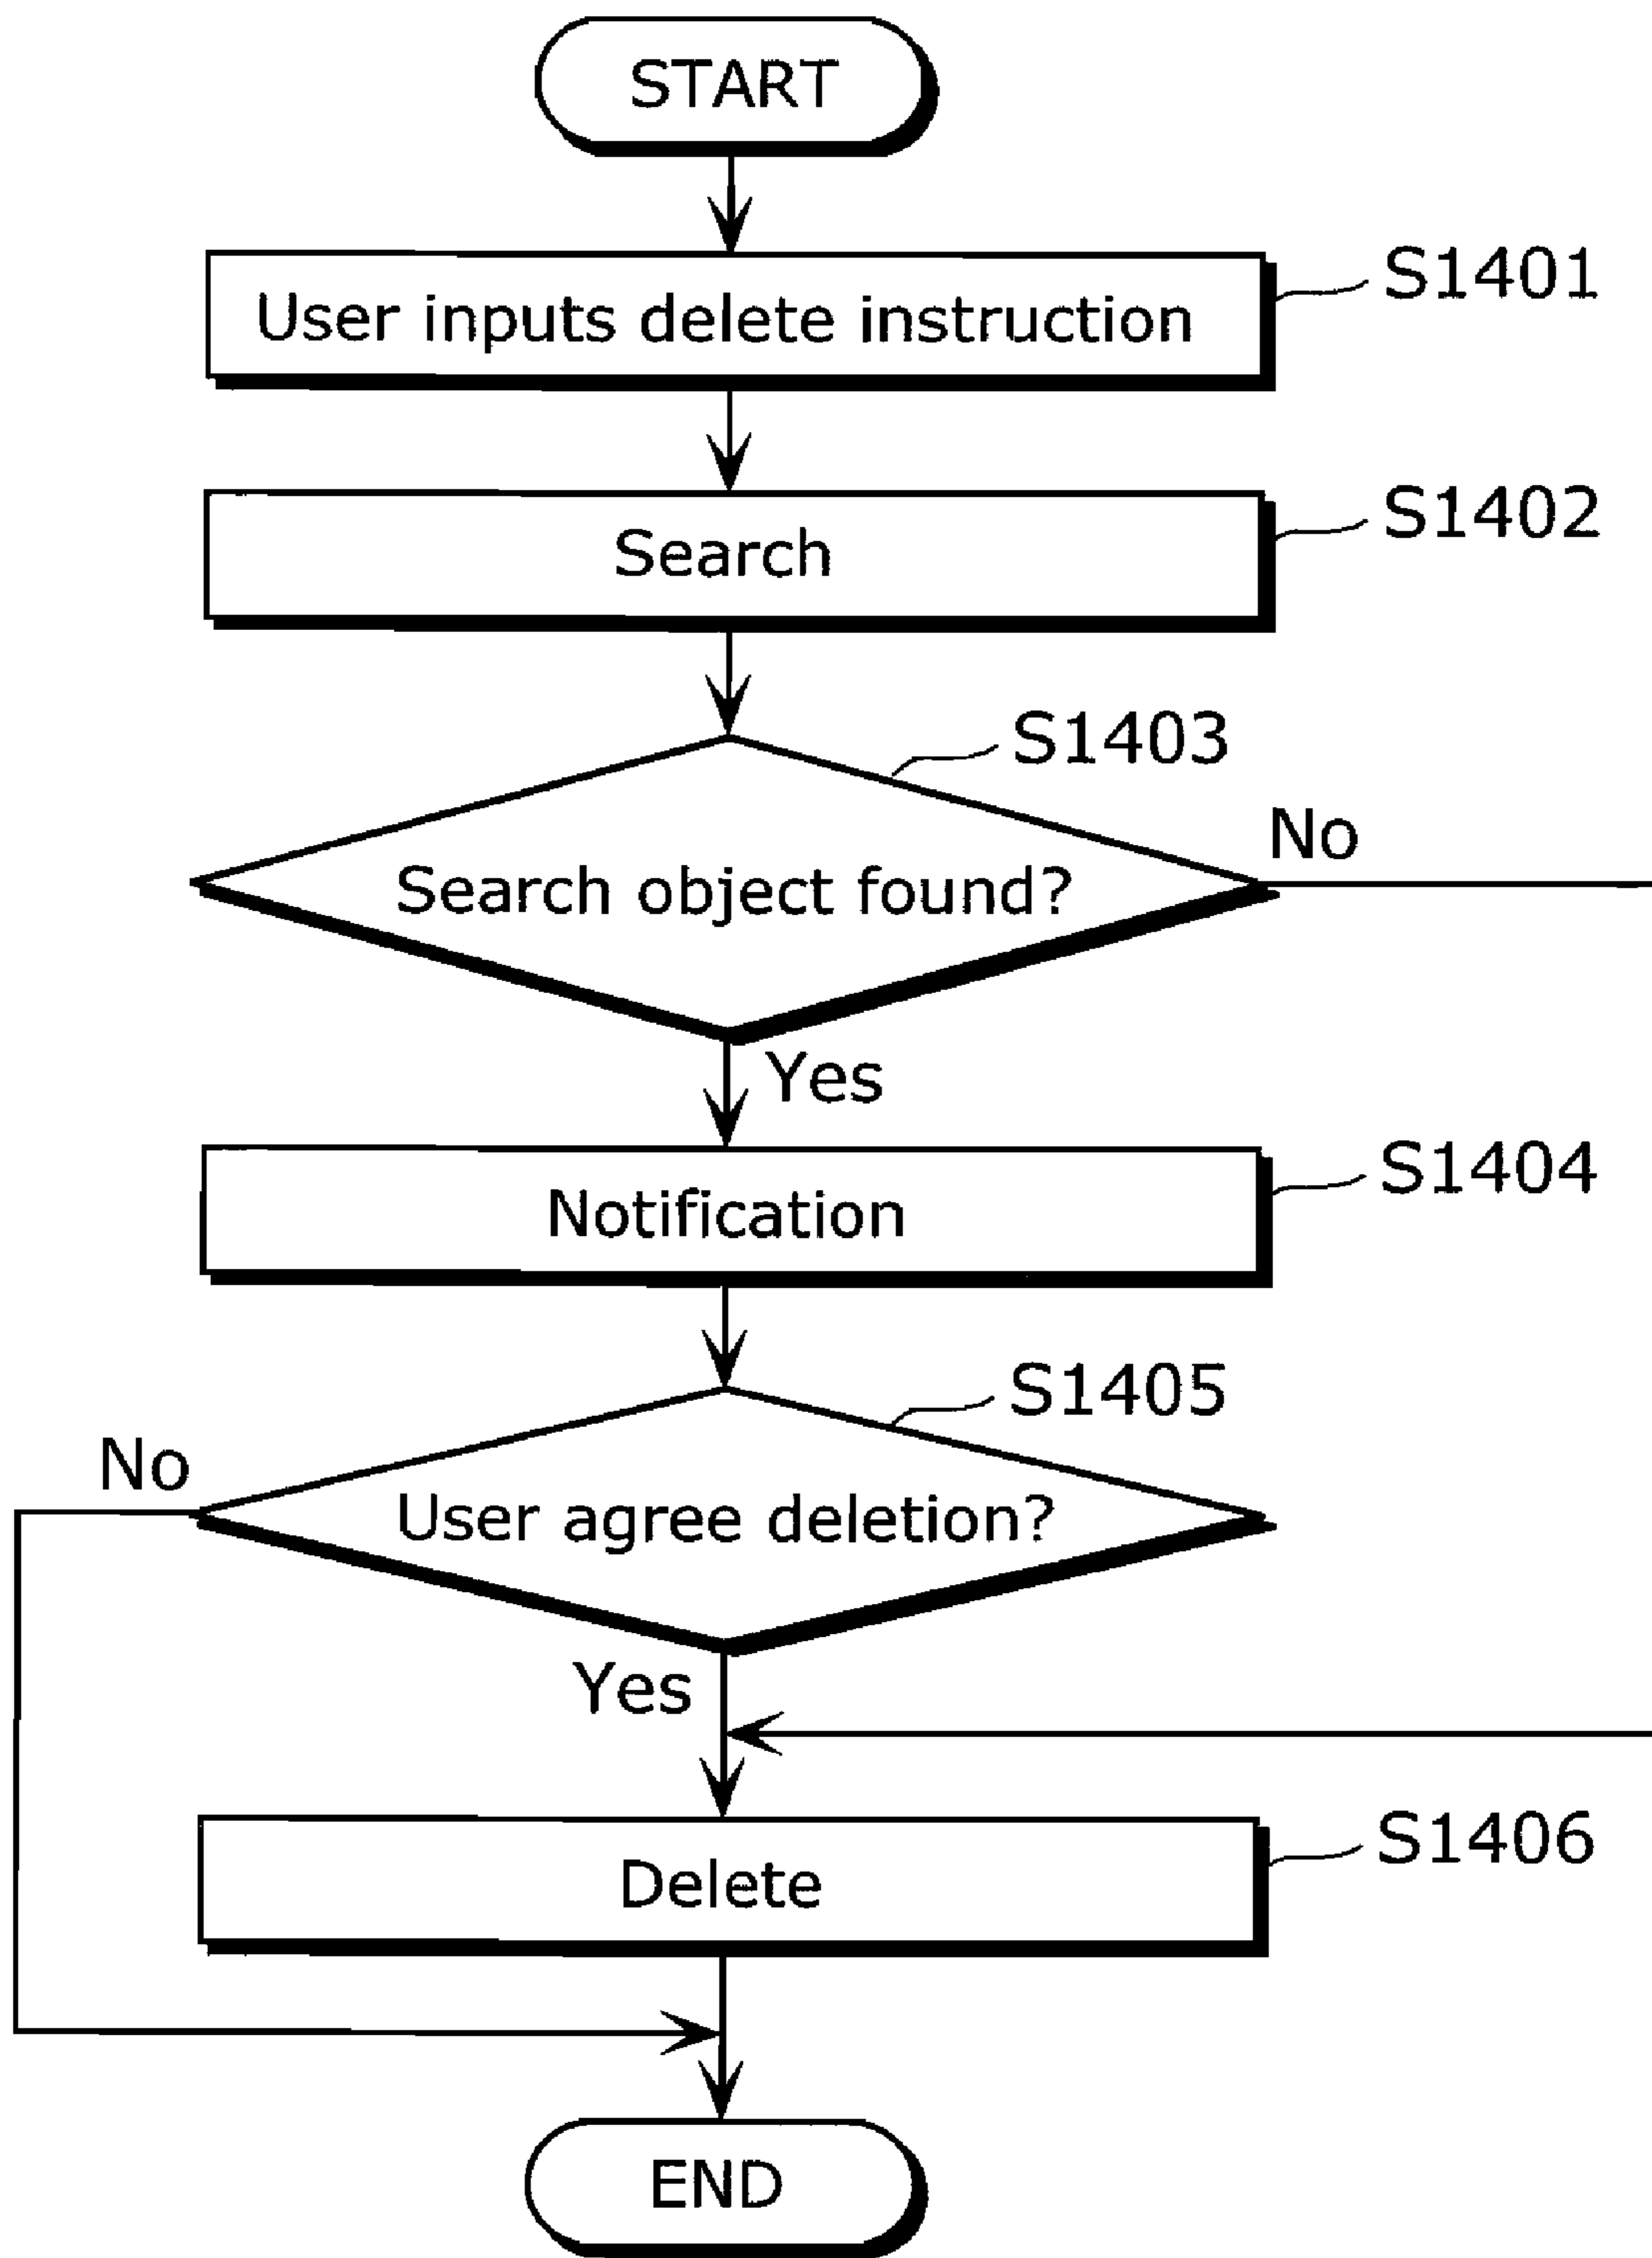 START
User inputs delete instruction
S1401
Search
S1402
S1403
Search object found?
No
Yes
Notification
S1404
S1405
No
User agree deletion?
Yes
Delete
S1406
END